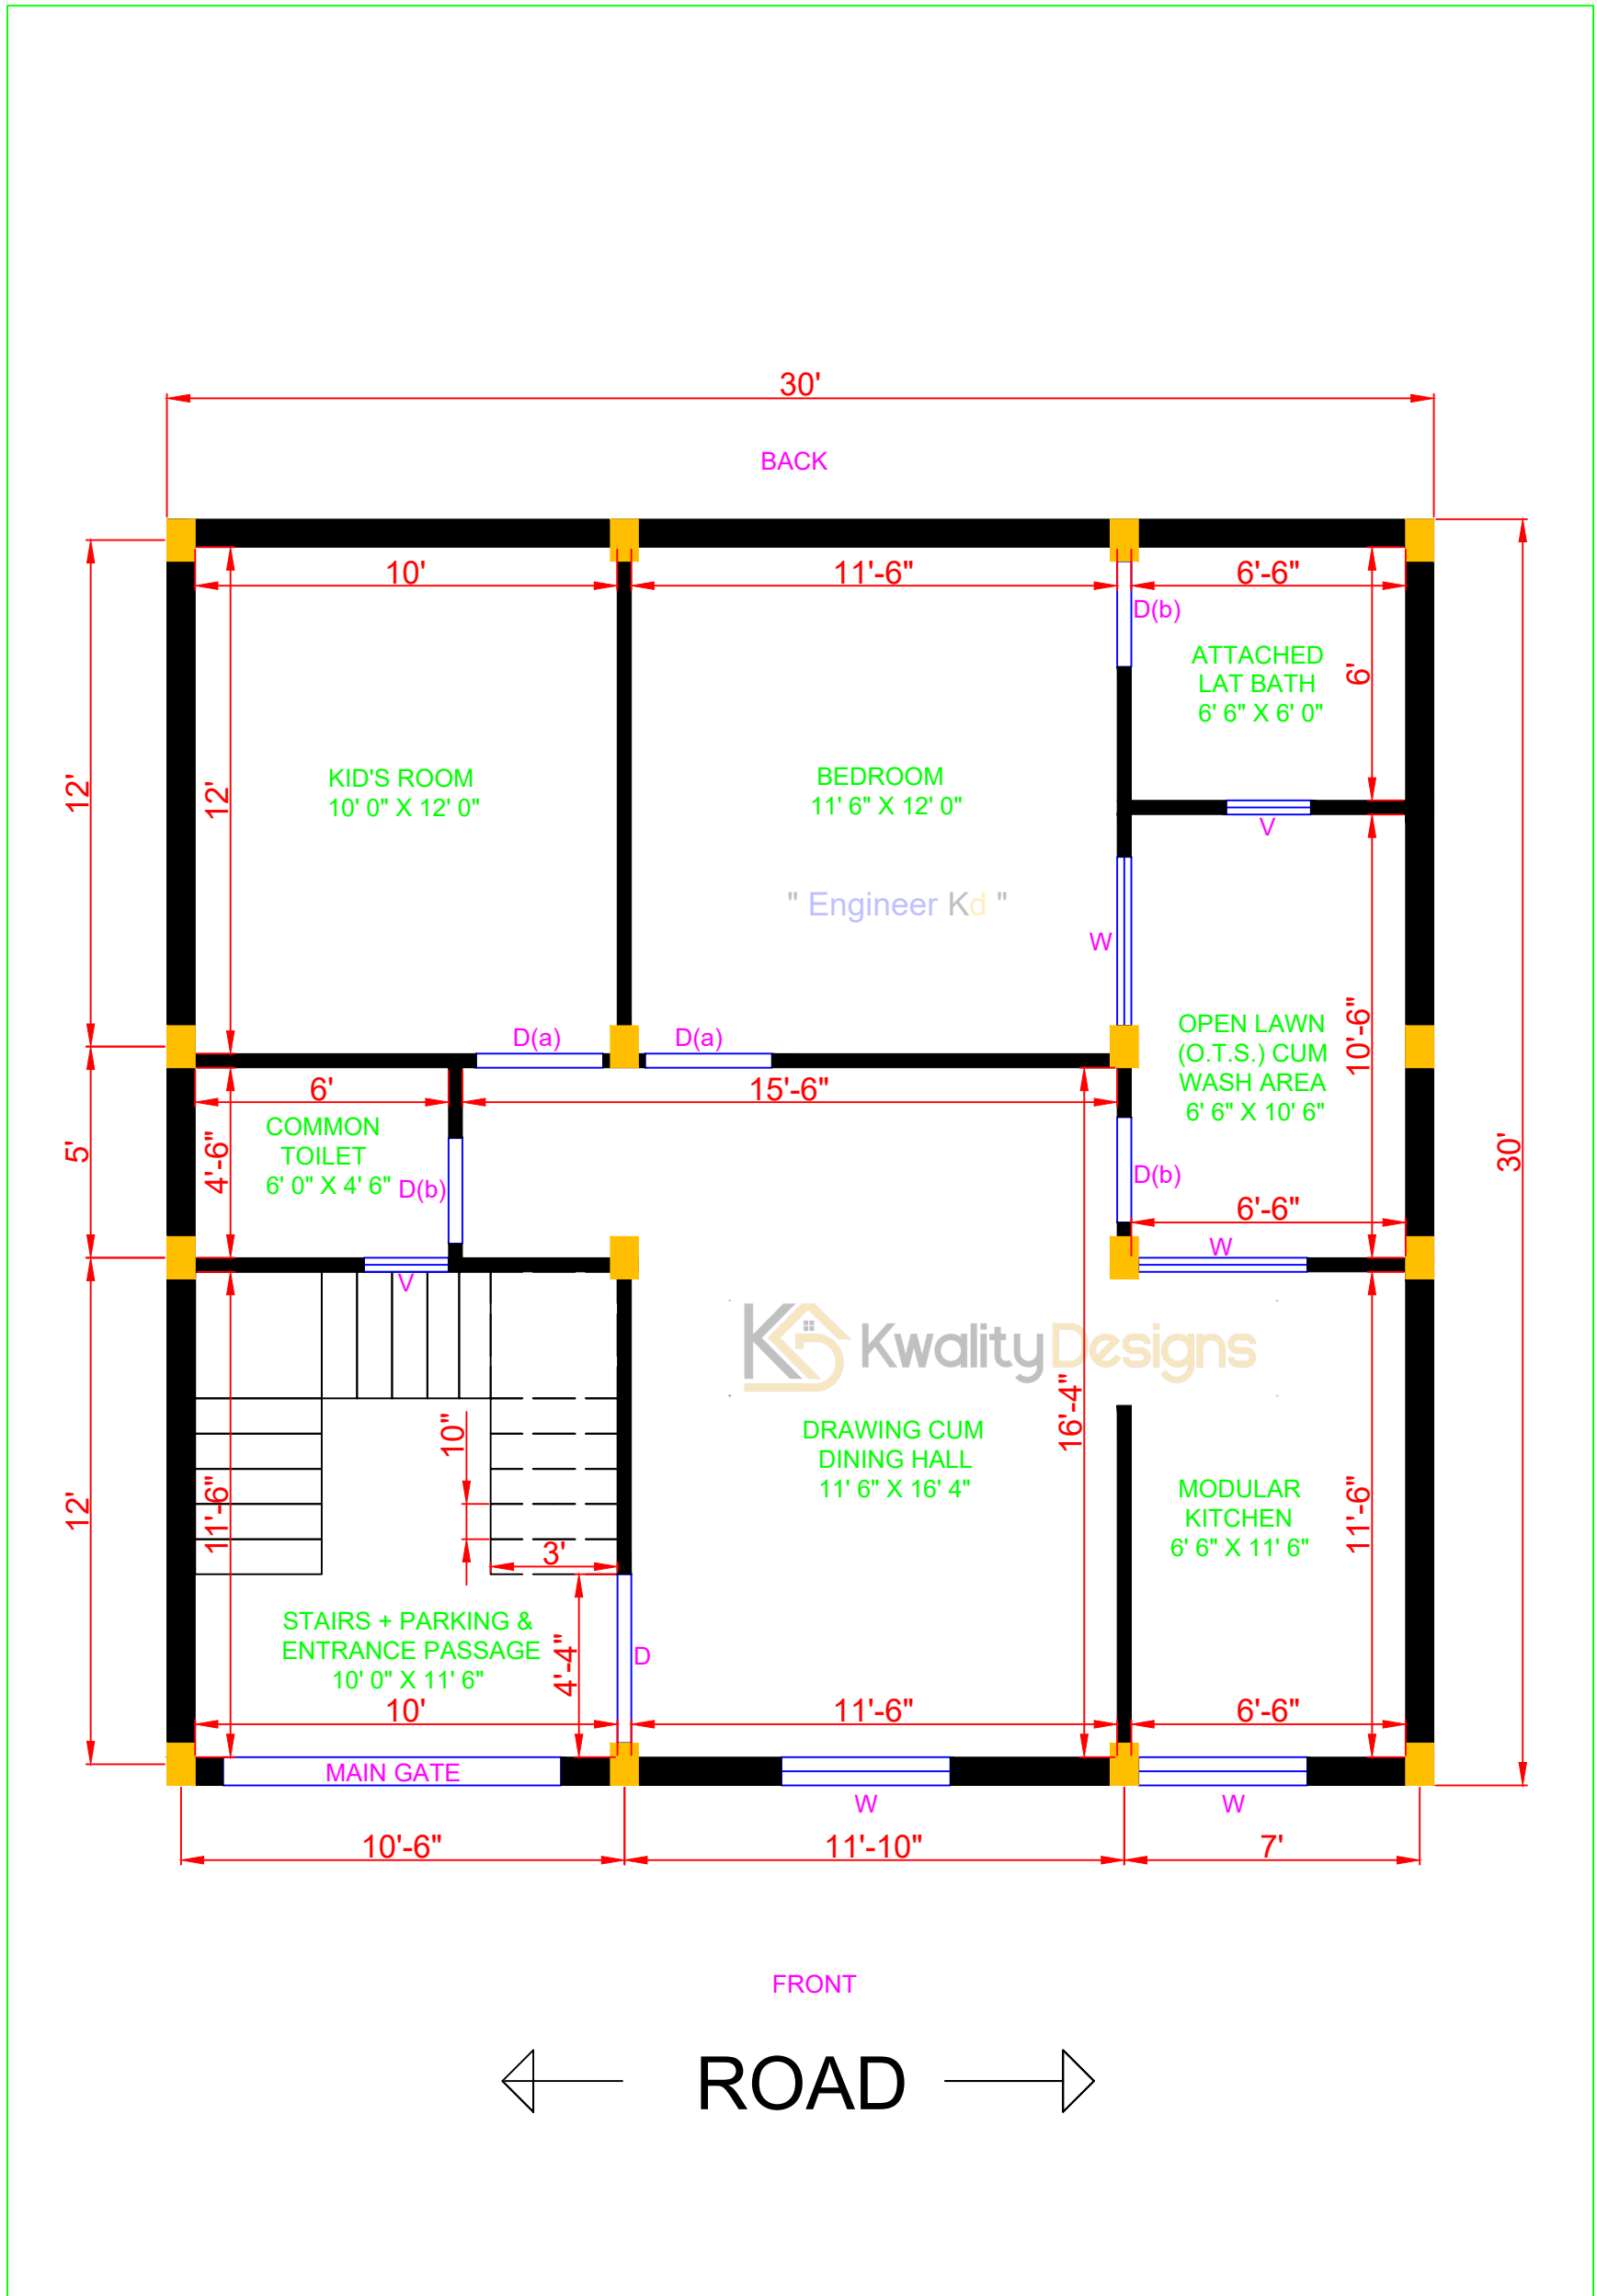 30'
BACK
10'
11'-6"
6'-6"
D(b)
ATTACHED
LAT BATH
6' 6" X 6' 0"
6'
12'
12'
KID'S ROOM
10' 0" X 12' 0"
BEDROOM
11' 6" X 12' 0"
V
" Engineer Kd "
W
D(a)
D(a)
OPEN LAWN
(O.T.S.) CUM
WASH AREA
6' 6" X 10' 6"
10'-6"
6'
15'-6"
5'
4'-6"
COMMON
TOILET
6' 0" X 4' 6"
D(b)
D(b)
30'
6'-6"
W
V
Kwality Designs
10"
16'-4"
DRAWING CUM
DINING HALL
11' 6" X 16' 4"
12'
11'-6"
3'
MODULAR
KITCHEN
6' 6" X 11' 6"
11'-6"
STAIRS + PARKING &
ENTRANCE PASSAGE
10' 0" X 11' 6"
4'-4"
D
10'
11'-6"
6'-6"
MAIN GATE
W
W
10'-6"
11'-10"
7'
FRONT
ROAD